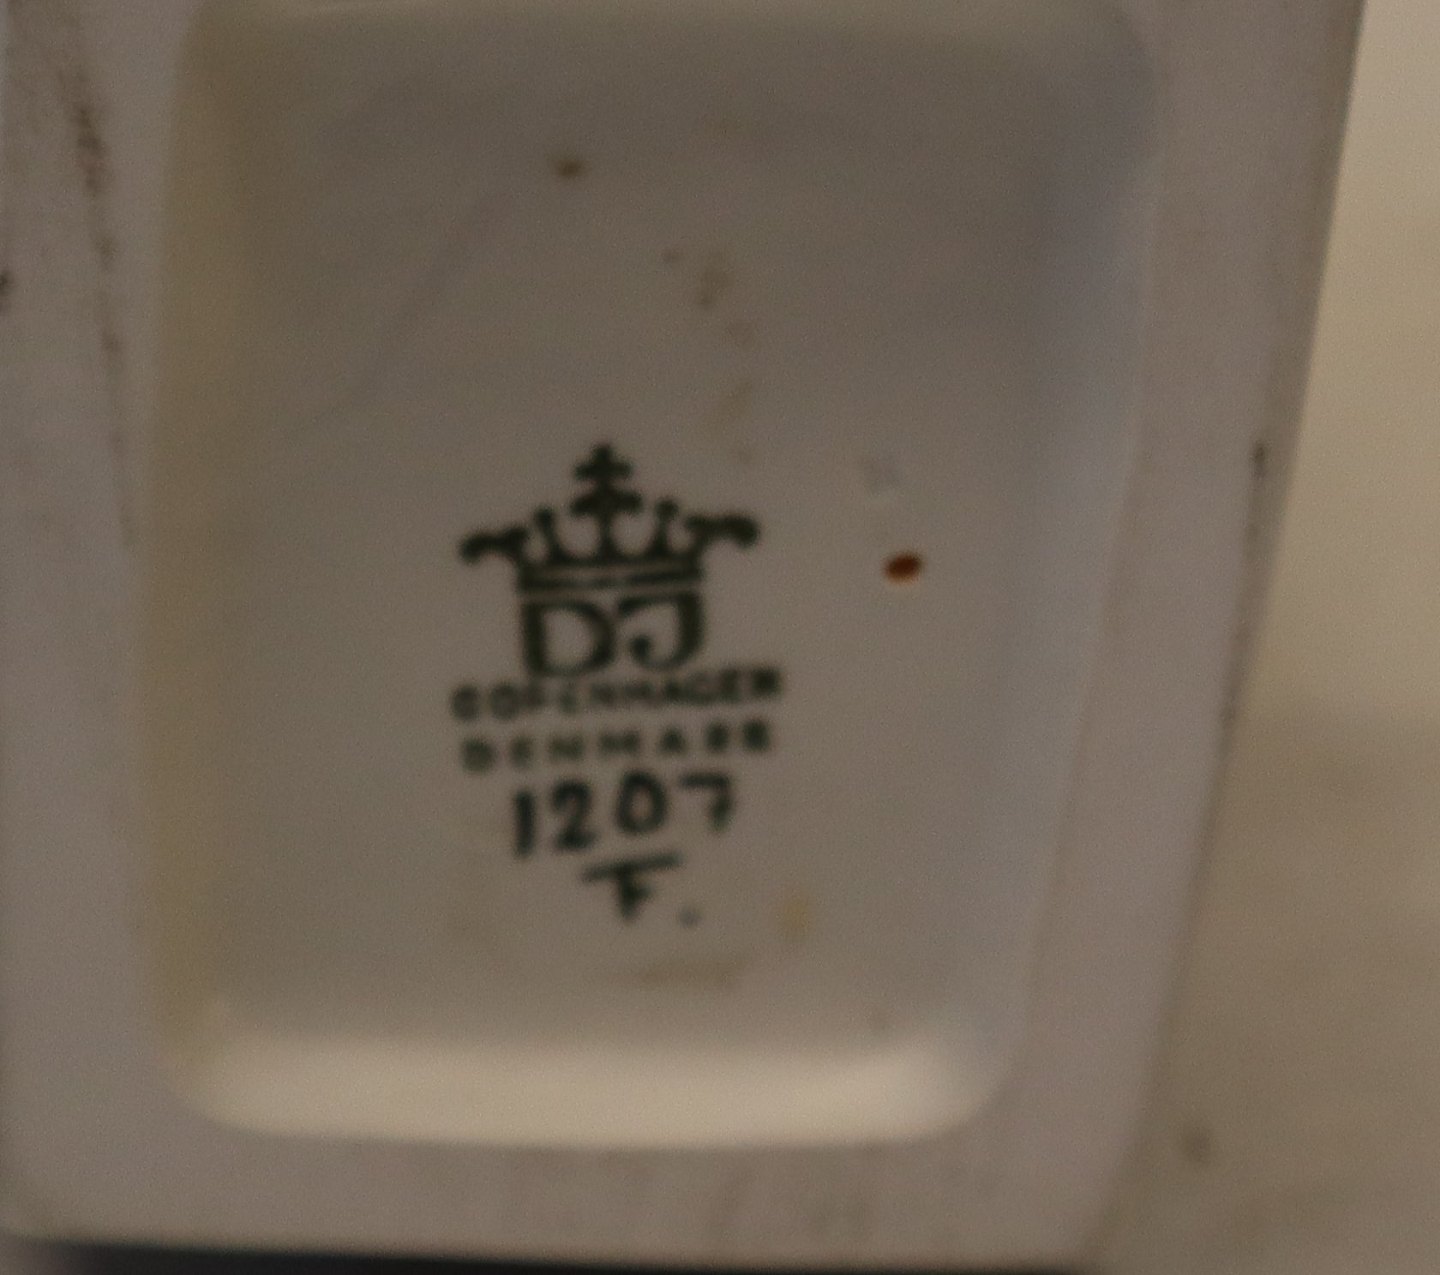 DJ
COPENHAGEN
DENMARK
1207
F.